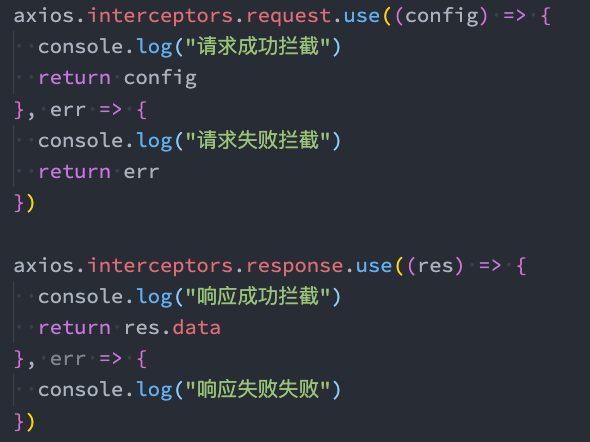 axios.interceptors.request.use((config) => {
  console.log("请求成功拦截")
  return config
}, err => {
  console.log("请求失败拦截")
  return err
})

axios.interceptors.response.use((res) => {
  console.log("响应成功拦截")
  return res.data
}, err => {
  console.log("响应失败失败")
})